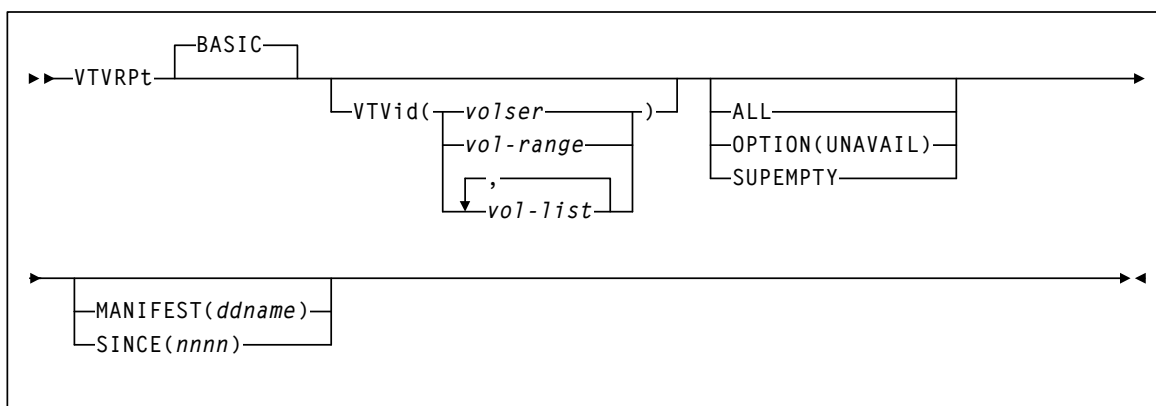 BASIC
VTVRPt
VTVid( volser )
vol-range
,
vol-list
ALL
OPTION(UNAVAIL)
SUPEMPTY
MANIFEST(ddname)
SINCE(nnnn)